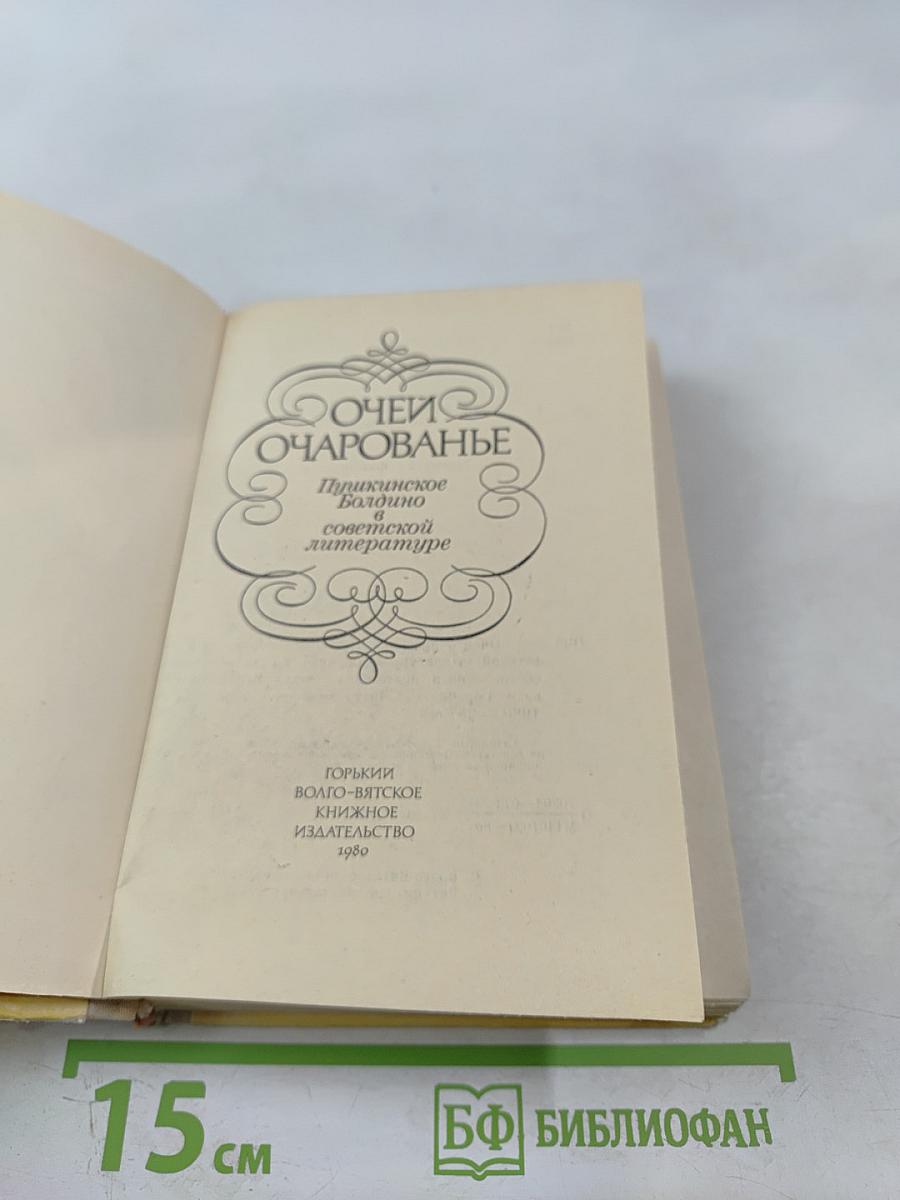 ОЧЕЙ
ОЧАРОВАНЬЕ
Пушкинское
Болдино
в
советской
литературе
ГОРЬКИЙ
ВОЛГО-ВЯТСКОЕ
КНИЖНОЕ
ИЗДАТЕЛЬСТВО
1980
15 см
БФ БИБЛИОФАН